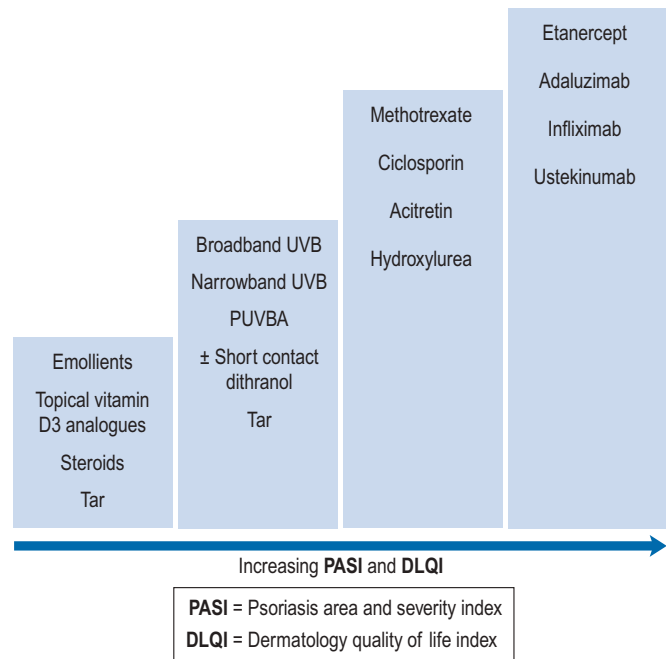 Emollients
Topical vitamin
D3 analogues
Steroids
Tar
Broadband UVB
Narrowband UVB
PUVBA
± Short contact
dithranol
Tar
Methotrexate
Ciclosporin
Acitretin
Hydroxylurea
Etanercept
Adaluzimab
Infliximab
Ustekinumab
Increasing PASI and DLQI
PASI = Psoriasis area and severity index
DLQI = Dermatology quality of life index